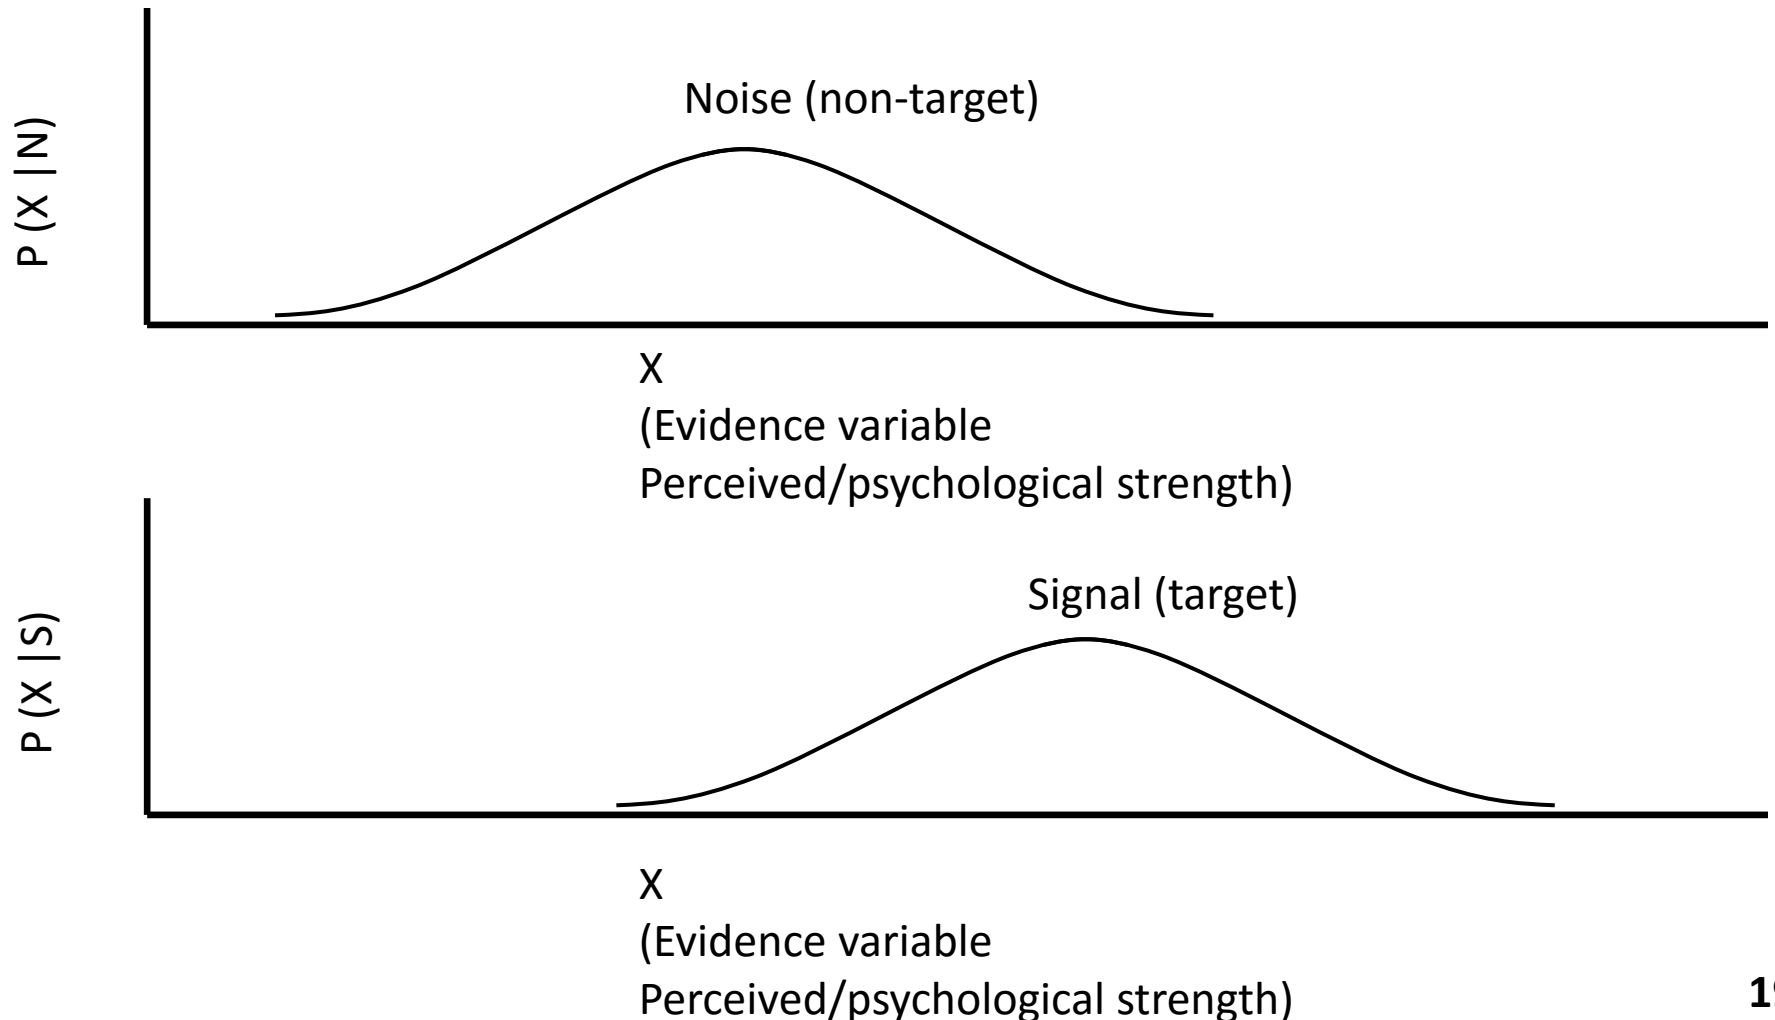 Noise (non-target)
P (X |N)
X
(Evidence variable
Perceived/psychological strength)
Signal (target)
P (X |S)
X
(Evidence variable
Perceived/psychological strength)